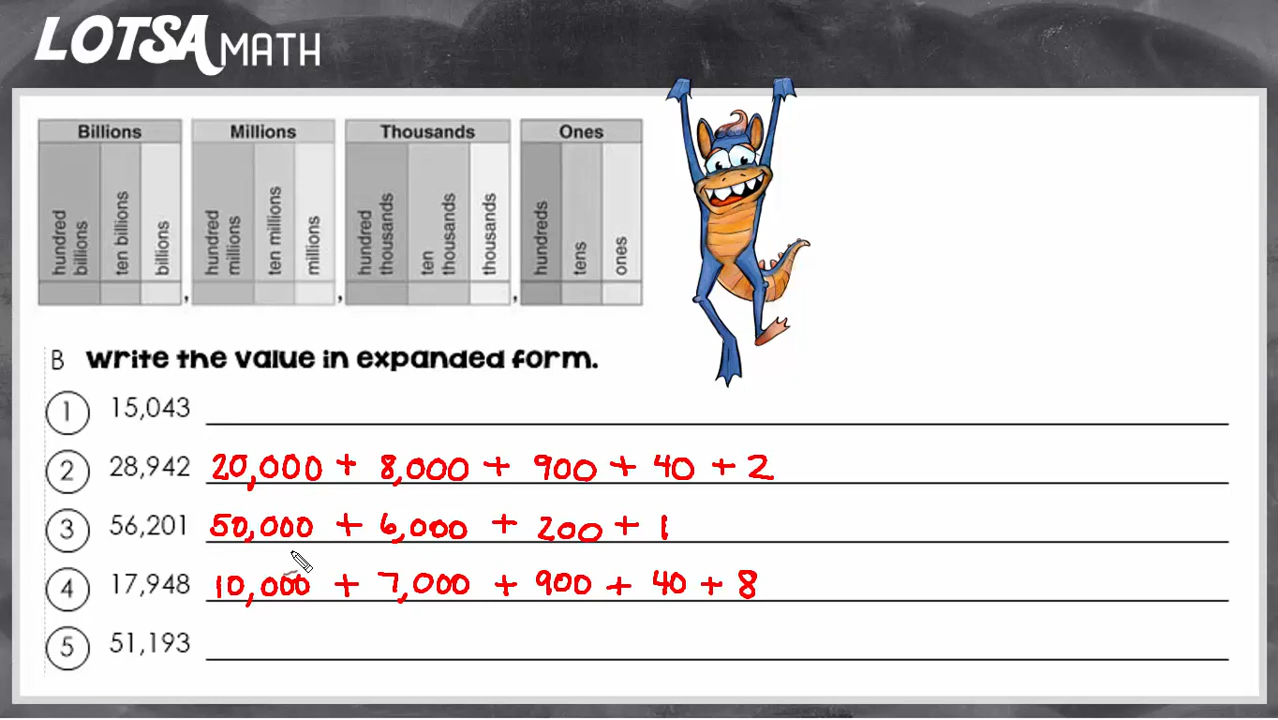 LOTSA MATH
Billions Millions Thousands Ones
hundred billions ten billions billions , hundred millions ten millions millions , hundred thousands ten thousands thousands , hundreds tens ones
B Write the value in expanded form.
1 15,043
2 28,942 20,000 + 8,000 + 900 + 40 + 2
3 56,201 50,000 + 6,000 + 200 + 1
4 17,948 10,000 + 7,000 + 900 + 40 + 8
5 51,193